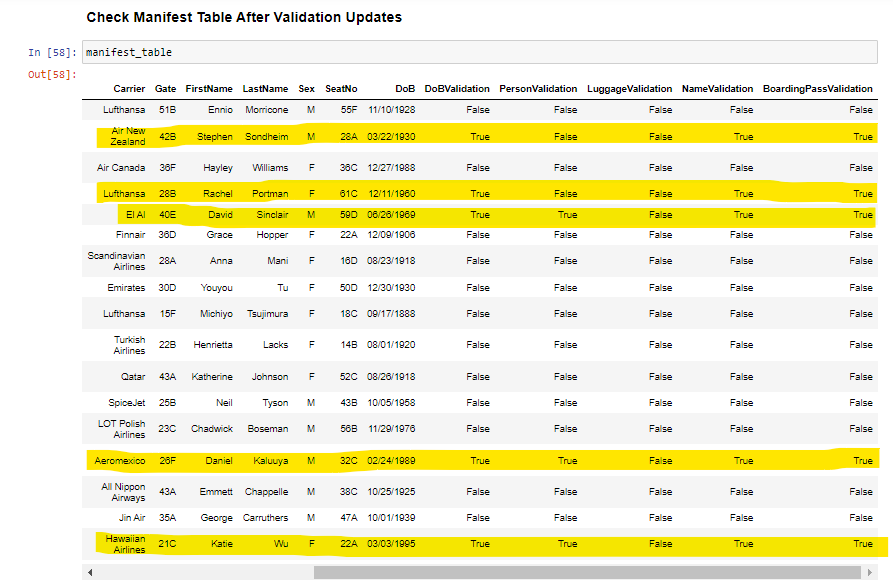 Check Manifest Table After Validation Updates
In [58]: manifest_table
Out[58]:
Carrier Gate FirstName LastName Sex SeatNo DoB DoBValidation PersonValidation LuggageValidation NameValidation BoardingPassValidation
Lufthansa 51B Ennio Morricone M 55F 11/10/1928 False False False False False
Air New
Zealand 42B Stephen Sondheim M 28A 03/22/1930 True False False True True
Air Canada 36F Hayley Williams F 36C 12/27/1988 False False False False False
Lufthansa 28B Rachel Portman F 61C 12/11/1960 True False False True True
El Al 40E David Sinclair M 59D 06/26/1969 True True False True True
Finnair 36D Grace Hopper F 22A 12/09/1906 False False False False False
Scandinavian
Airlines 28A Anna Mani F 16D 08/23/1918 False False False False False
Emirates 30D Youyou Tu F 50D 12/30/1930 False False False False False
Lufthansa 15F Michiyo Tsujimura F 18C 09/17/1888 False False False False False
Turkish
Airlines 22B Henrietta Lacks F 14B 08/01/1920 False False False False False
Qatar 43A Katherine Johnson F 52C 08/26/1918 False False False False False
SpiceJet 25B Neil Tyson M 43B 10/05/1958 False False False False False
LOT Polish
Airlines 23C Chadwick Boseman M 56B 11/29/1976 False False False False False
Aeromexico 26F Daniel Kaluuya M 32C 02/24/1989 True True False True True
All Nippon
Airways 43A Emmett Chappelle M 38C 10/25/1925 False False False False False
Jin Air 35A George Carruthers M 47A 10/01/1939 False False False False False
Hawaiian
Airlines 21C Katie Wu F 22A 03/03/1995 True True False True True